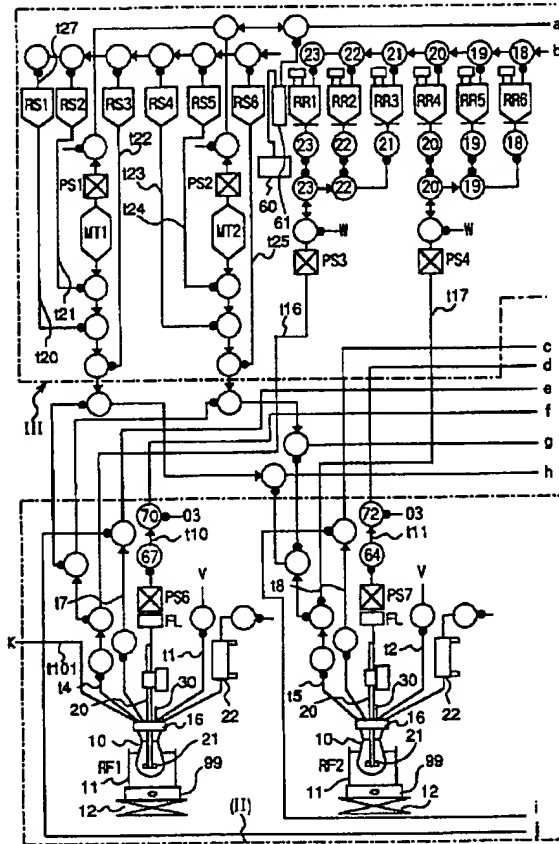 a
t27
b
23 22 21 20 19 18
RS1 RS2 RS3 RS4 RS5 RS6 RR1 RR2 RR3 RR4 RR5 RR6
t22
23 22 21 20 19 18
PS1 t23 PS2 60 23 22 20 19
t24 61
MT1 MT2 t25 W W
PS3 PS4
t21 t16 t17
t20
c
d
e
III f
g
h
70 03 72 03
t10 t11
67 64
t7 PS6 V t8 PS7 V
FL FL
K t1 t2
t101
t4 30 t5 30
20 22 20 22
16 16
10 21 10 21
RF1 99 RF2 99
11 11
12 12
(II) i
j